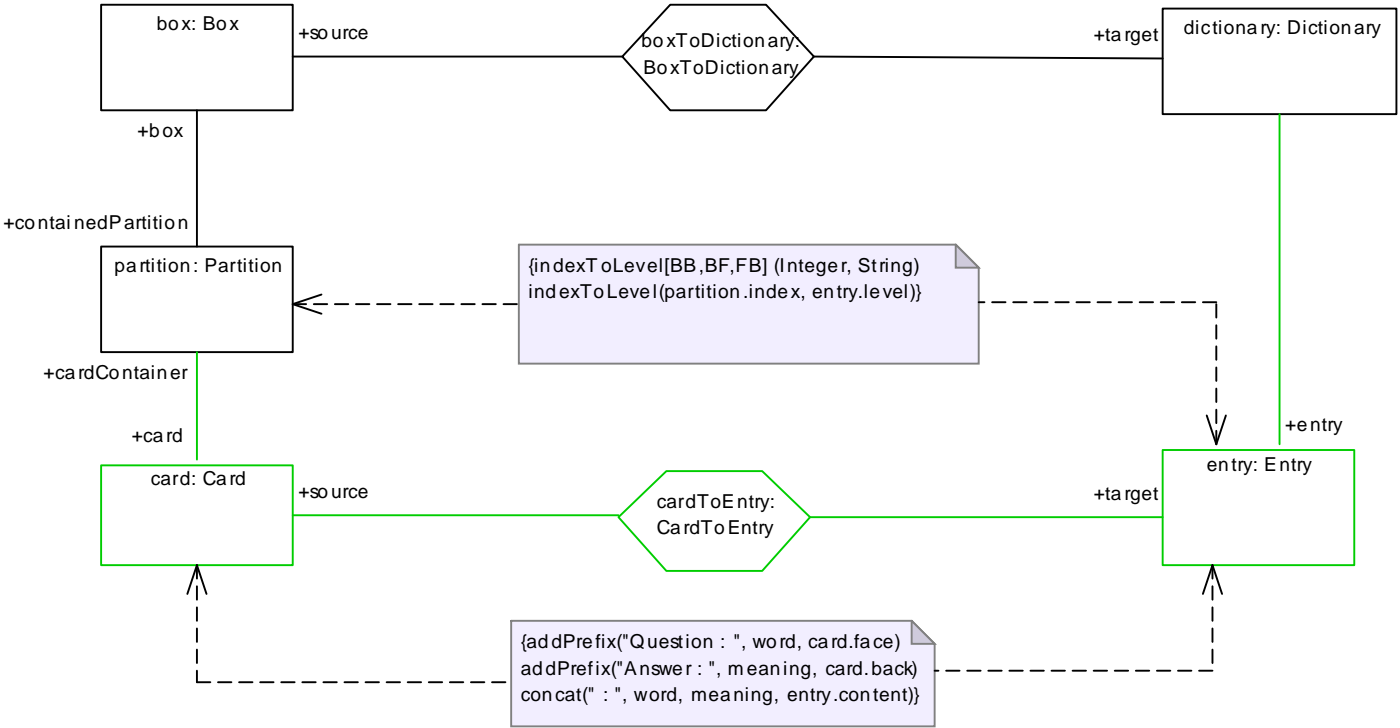 box: Box
+source
boxToDictionary:
BoxToDictionary
+target
dictionary: Dictionary
+box
+containedPartition
partition: Partition
{indexToLevel[BB,BF,FB] (Integer, String)
indexToLevel(partition.index, entry.level)}
+cardContainer
+card
+entry
card: Card
+source
cardToEntry:
CardToEntry
+target
entry: Entry
{addPrefix("Question : ", word, card.face)
addPrefix("Answer : ", meaning, card.back)
concat(" : ", word, meaning, entry.content)}